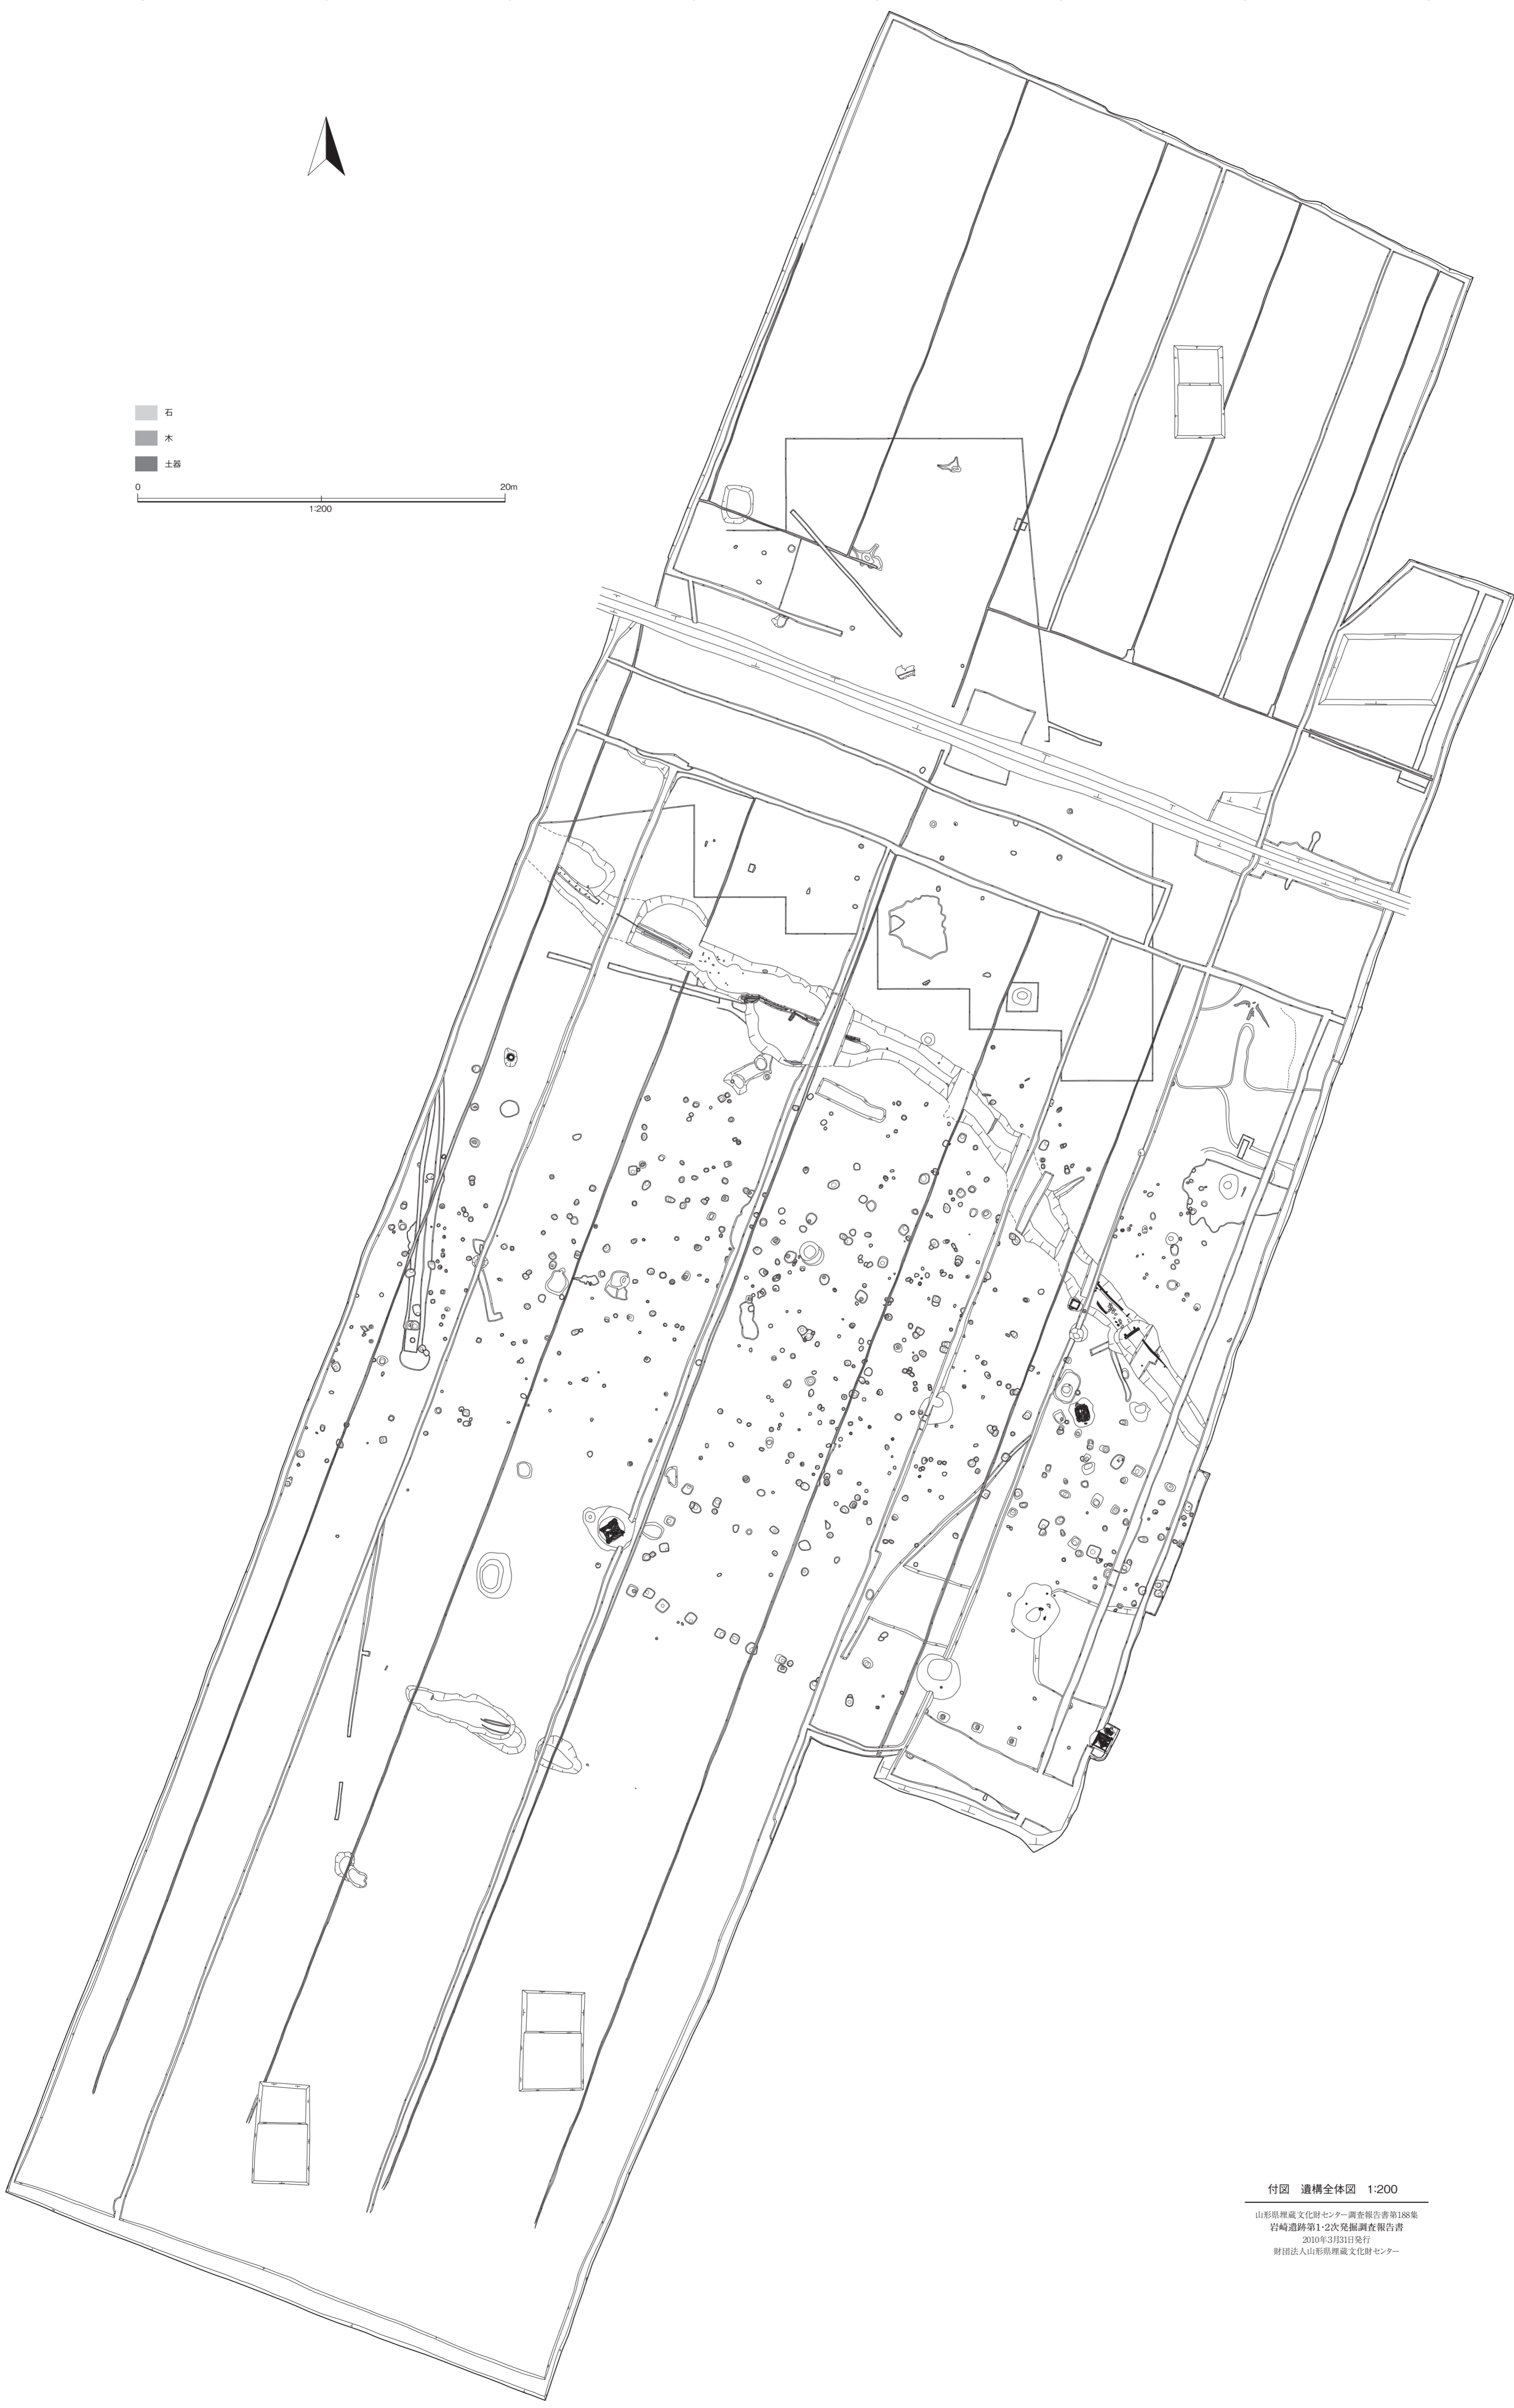 石
木
土器
0 20m
1:200
付図 遺構全体図 1:200
山形県埋蔵文化財センター調査報告書第188集
岩崎遺跡第1・2次発掘調査報告書
2010年3月31日発行
財団法人山形県埋蔵文化財センター